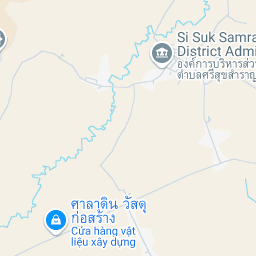 Si Suk Samra
District Admi
องค์การบริหารส่วน
ตำบลศรีสุขสำราญ
ศาลาดิน วัสดุ
ก่อสร้าง
Cửa hàng vật
liệu xây dựng